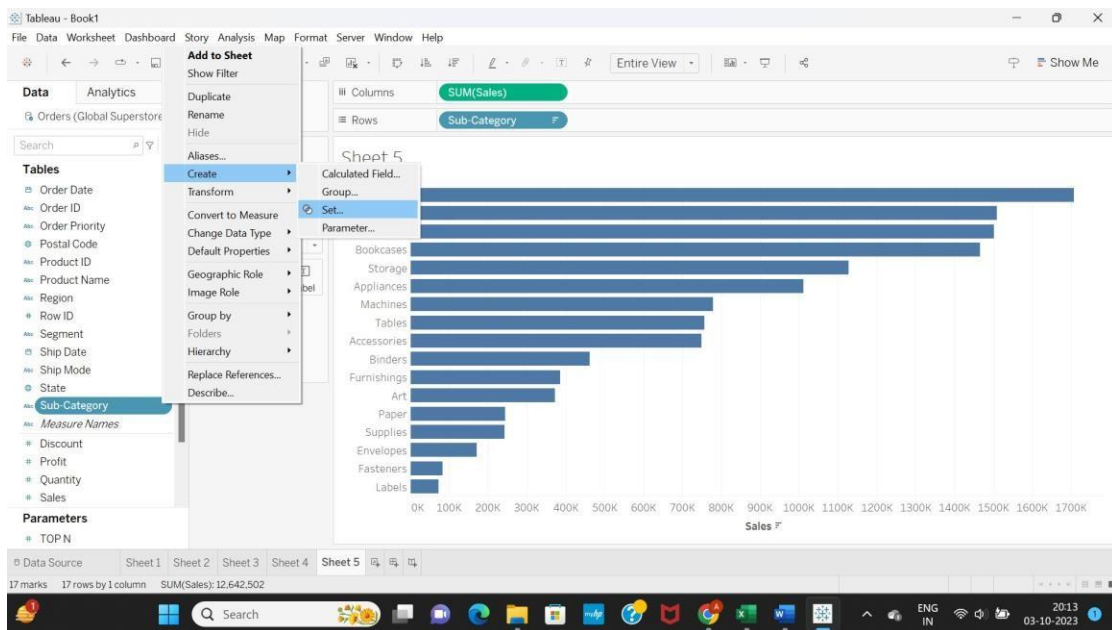 Tableau - Book1
File Data Worksheet Dashboard Story Analysis Map Format Server Window Help
Entire View
Show Me
Data Analytics
Orders (Global Superstore
Search
Tables
Order Date
Order ID
Order Priority
Postal Code
Product ID
Product Name
Region
Row ID
Segment
Ship Date
Ship Mode
State
Sub-Category
Measure Names
Discount
Profit
Quantity
Sales
Parameters
TOP N
Add to Sheet
Show Filter
Duplicate
Rename
Hide
Aliases...
Create
Transform
Convert to Measure
Change Data Type
Default Properties
Geographic Role
Image Role
Group by
Folders
Hierarchy
Replace References...
Describe...
Calculated Field...
Group...
Set...
Parameter...
Columns SUM(Sales)
Rows Sub-Category
Sheet 5
Bookcases
Storage
Appliances
Machines
Tables
Accessories
Binders
Furnishings
Art
Paper
Supplies
Envelopes
Fasteners
Labels
0K 100K 200K 300K 400K 500K 600K 700K 800K 900K 1000K 1100K 1200K 1300K 1400K 1500K 1600K 1700K
Sales
Data Source Sheet 1 Sheet 2 Sheet 3 Sheet 4 Sheet 5
17 marks 17 rows by 1 column SUM(Sales): 12,642,502
Search
ENG
IN
20:13
03-10-2023